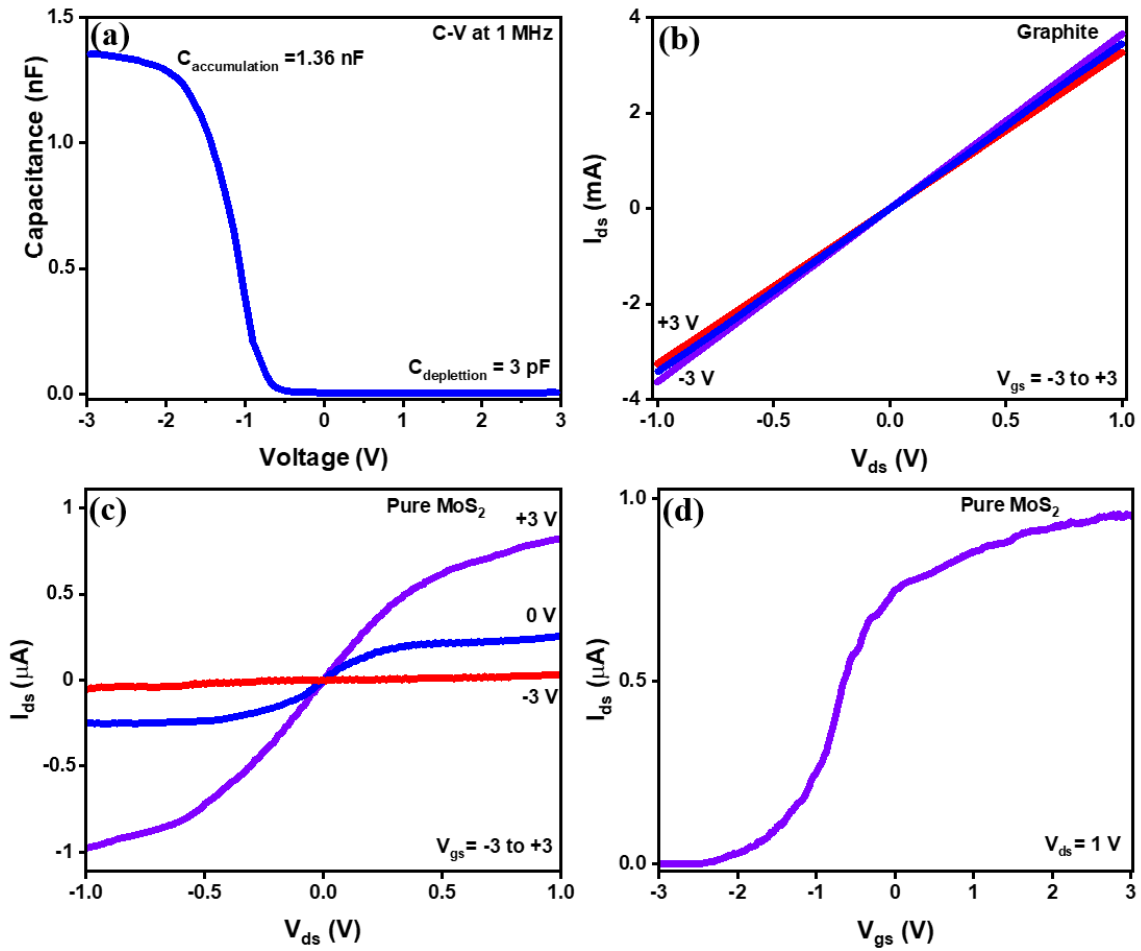 (a)
C-V at 1 MHz
C_accumulation =1.36 nF
C_deplettion = 3 pF
Capacitance (nF)
1.5
1.0
0.5
0.0
-3 -2 -1 0 1 2 3
Voltage (V)
(b)
Graphite
+3 V
-3 V
V_gs = -3 to +3
I_ds (mA)
4
2
0
-2
-4
-1.0 -0.5 0.0 0.5 1.0
V_ds (V)
(c)
Pure MoS₂
+3 V
0 V
-3 V
V_gs= -3 to +3
I_ds (μA)
1
0.5
0
-0.5
-1
-1.0 -0.5 0.0 0.5 1.0
V_ds (V)
(d)
Pure MoS₂
V_ds= 1 V
I_ds (μA)
1.0
0.5
0.0
-3 -2 -1 0 1 2 3
V_gs (V)